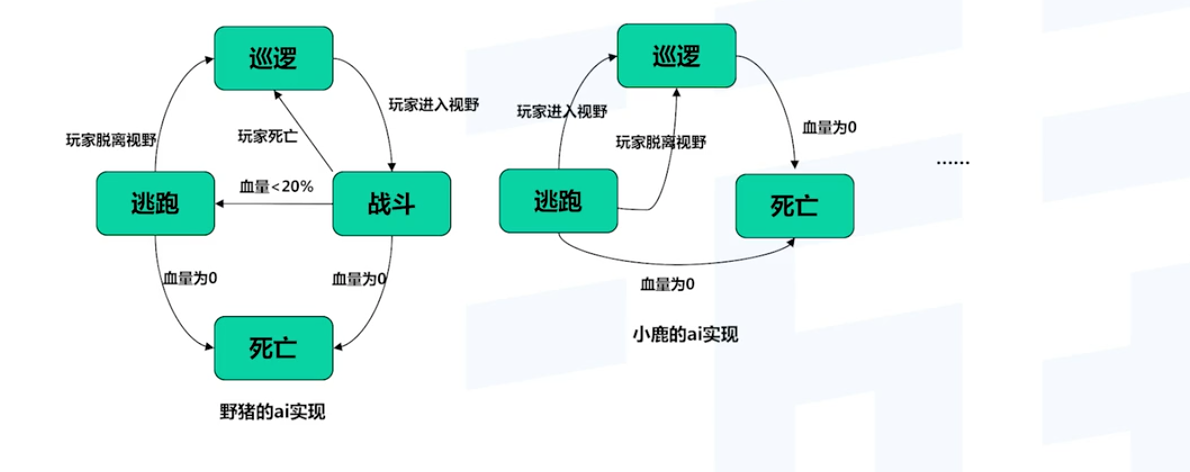 巡逻
玩家进入视野
玩家脱离视野
玩家死亡
逃跑
血量<20%
战斗
血量为0
血量为0
死亡
野猪的ai实现
巡逻
玩家进入视野
玩家脱离视野
血量为0
逃跑
死亡
血量为0
小鹿的ai实现
......